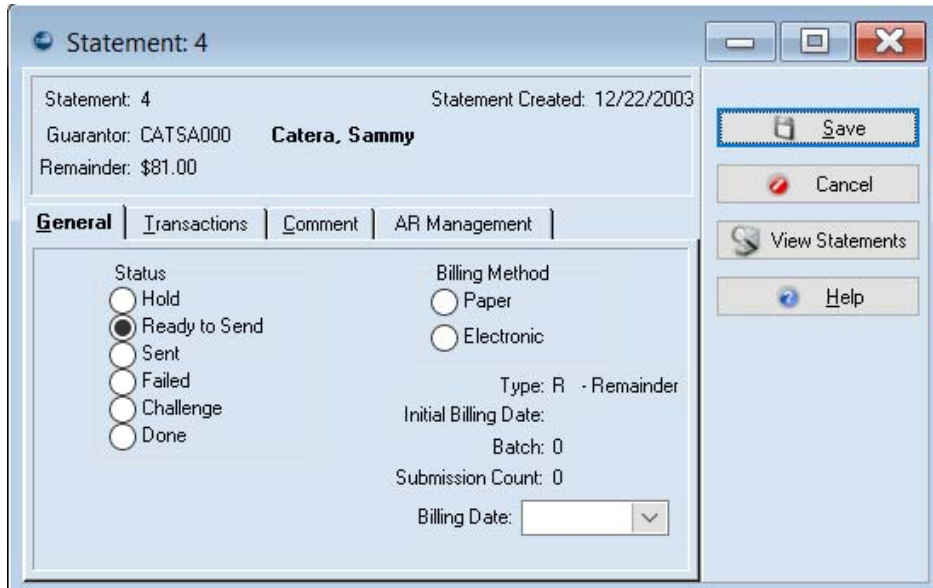 Statement: 4
Statement: 4 Statement Created: 12/22/2003
Guarantor: CATSA000 Catera, Sammy
Remainder: $81.00
General Transactions Comment AR Management
Status
Hold
Ready to Send
Sent
Failed
Challenge
Done
Billing Method
Paper
Electronic
Type: R - Remainder
Initial Billing Date:
Batch: 0
Submission Count: 0
Billing Date:
Save
Cancel
View Statements
Help